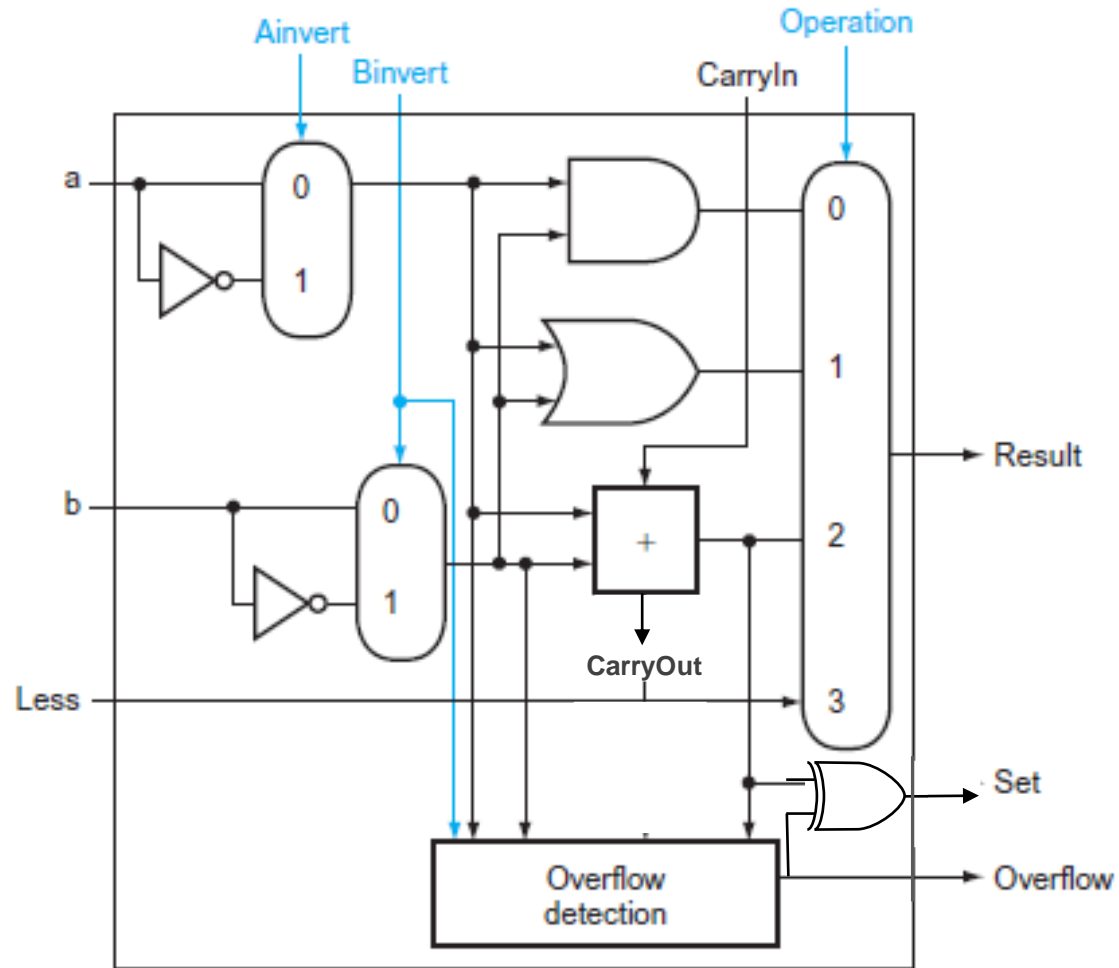 Operation
Ainvert
Binvert
CarryIn
a
0
0
1
1
Result
b
0
2
+
1
CarryOut
Less
3
Set
Overflow
detection
Overflow